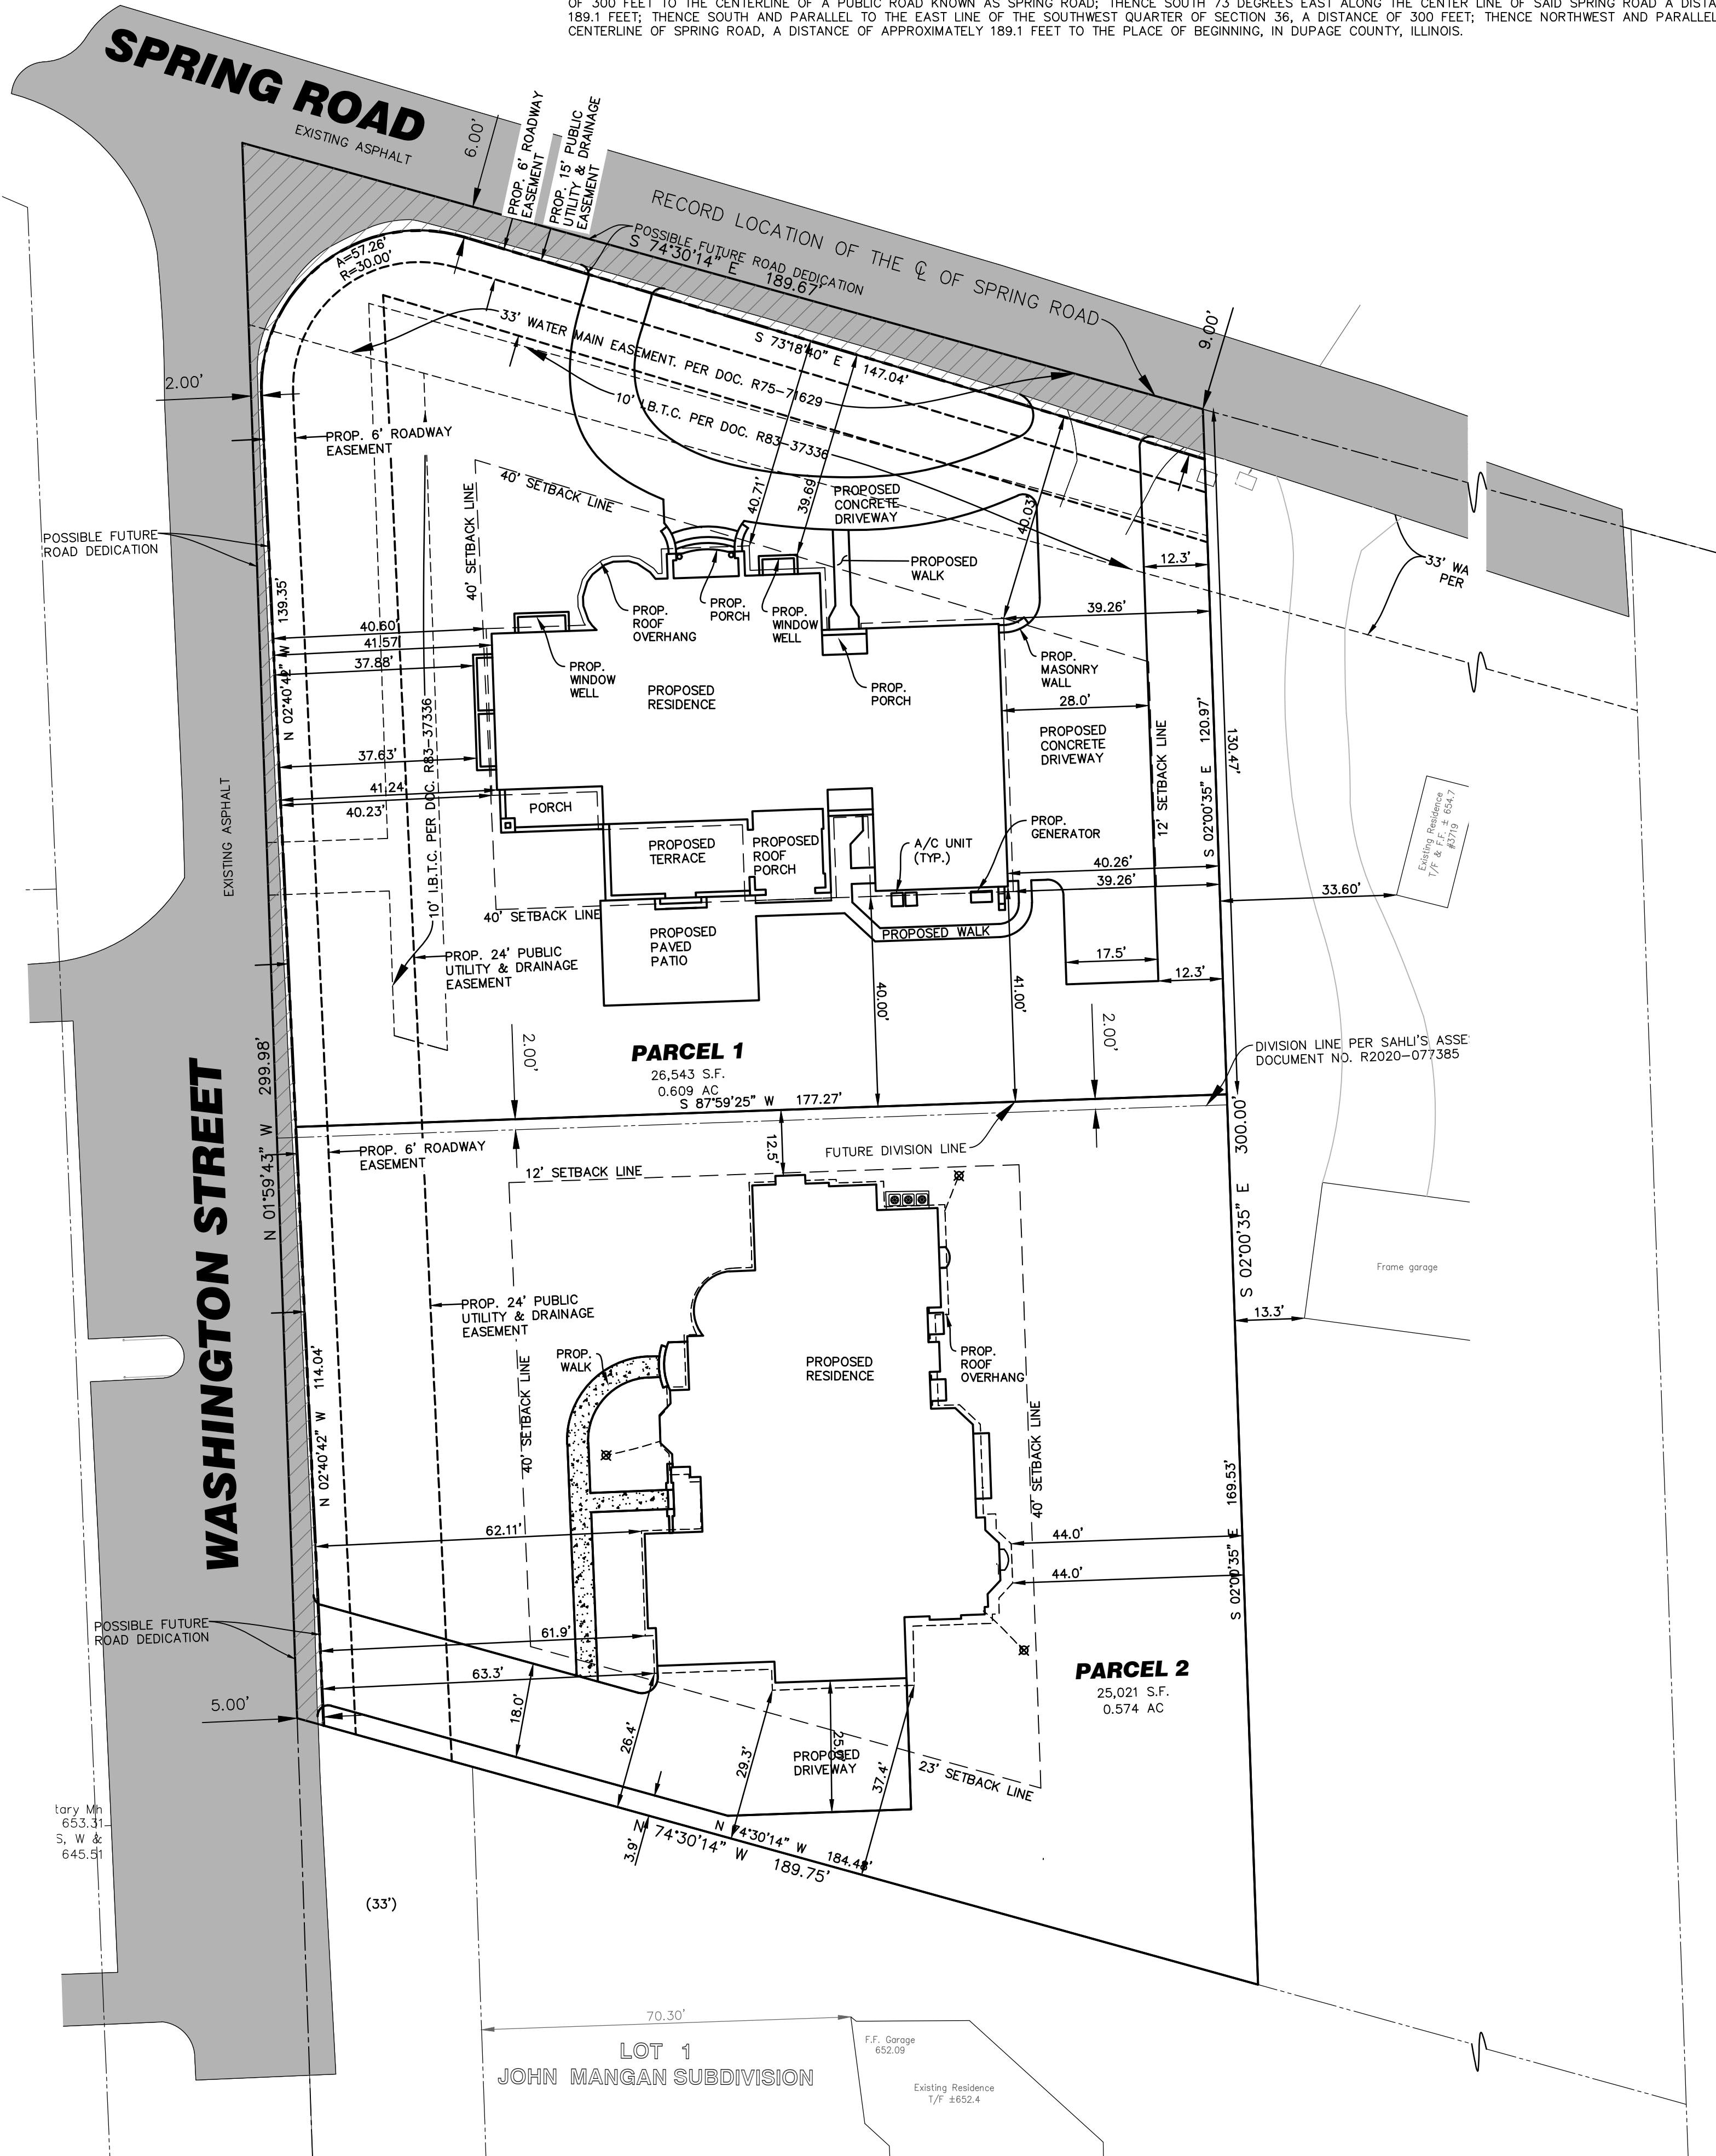 OF 300 FEET TO THE CENTERLINE OF A PUBLIC ROAD KNOWN AS SPRING ROAD; THENCE SOUTH 73 DEGREES EAST ALONG THE CENTER LINE OF SAID SPRING ROAD A DISTA
189.1 FEET; THENCE SOUTH AND PARALLEL TO THE EAST LINE OF THE SOUTHWEST QUARTER OF SECTION 36, A DISTANCE OF 300 FEET; THENCE NORTHWEST AND PARALLEL
CENTERLINE OF SPRING ROAD, A DISTANCE OF APPROXIMATELY 189.1 FEET TO THE PLACE OF BEGINNING, IN DUPAGE COUNTY, ILLINOIS.
SPRING ROAD
EXISTING ASPHALT
6.00'
PROP. 6' ROADWAY
EASEMENT
PROP. 15' PUBLIC
UTILITY & DRAINAGE
EASEMENT
RECORD LOCATION OF THE ℄ OF SPRING ROAD
POSSIBLE FUTURE ROAD DEDICATION
S 74°30'14" E 189.67'
A=57.26'
R=30.00'
9.00'
33' WATER MAIN EASEMENT. PER DOC. R75-71629
S 73°18'40" E 147.04'
10' I.B.T.C. PER DOC. R83-37336
2.00'
PROP. 6' ROADWAY
EASEMENT
40' SETBACK LINE
40' SETBACK LINE
40.71'
39.69'
40.03'
PROPOSED
CONCRETE
DRIVEWAY
POSSIBLE FUTURE
ROAD DEDICATION
PROPOSED
WALK
12.3'
33' WA
PER
139.35'
N 02°40'42" W
40.60'
41.57'
37.88'
PROP.
ROOF
OVERHANG
PROP.
PORCH
PROP.
WINDOW
WELL
39.26'
PROP.
WINDOW
WELL
PROPOSED
RESIDENCE
PROP.
PORCH
PROP.
MASONRY
WALL
28.0'
PROPOSED
CONCRETE
DRIVEWAY
12' SETBACK LINE
S 02°00'35" E 120.97'
130.47'
37.63'
41.24'
40.23'
10' I.B.T.C. PER DOC. R83-37336
EXISTING ASPHALT
PORCH
PROPOSED
TERRACE
PROPOSED
ROOF
PORCH
A/C UNIT
(TYP.)
PROP.
GENERATOR
Existing Residence
T/F & F.F. ± 654.7
#3719
40.26'
39.26'
33.60'
40' SETBACK LINE
PROPOSED
PAVED
PATIO
PROPOSED WALK
PROP. 24' PUBLIC
UTILITY & DRAINAGE
EASEMENT
17.5'
12.3'
40.00'
41.00'
2.00'
2.00'
PARCEL 1
26,543 S.F.
0.609 AC
S 87°59'25" W 177.27'
DIVISION LINE PER SAHLI'S ASSE
DOCUMENT NO. R2020-077385
WASHINGTON STREET
N 01°59'43" W 299.98'
PROP. 6' ROADWAY
EASEMENT
12.5'
FUTURE DIVISION LINE
12' SETBACK LINE
S 02°00'35" E 300.00'
Frame garage
13.3'
PROP. 24' PUBLIC
UTILITY & DRAINAGE
EASEMENT
PROP.
WALK
PROPOSED
RESIDENCE
PROP.
ROOF
OVERHANG
N 02°40'42" W 114.04'
40' SETBACK LINE
40' SETBACK LINE
S 02°00'35" E 169.53'
62.11'
44.0'
44.0'
POSSIBLE FUTURE
ROAD DEDICATION
61.9'
63.3'
PARCEL 2
25,021 S.F.
0.574 AC
5.00'
18.0'
26.4'
29.3'
PROPOSED
DRIVEWAY
37.4'
23' SETBACK LINE
3.9'
N 74°30'14" W 184.48'
N 74°30'14" W 189.75'
tary Mh
653.31
S, W &
645.51
(33')
70.30'
LOT 1
JOHN MANGAN SUBDIVISION
F.F. Garage
652.09
Existing Residence
T/F ±652.4